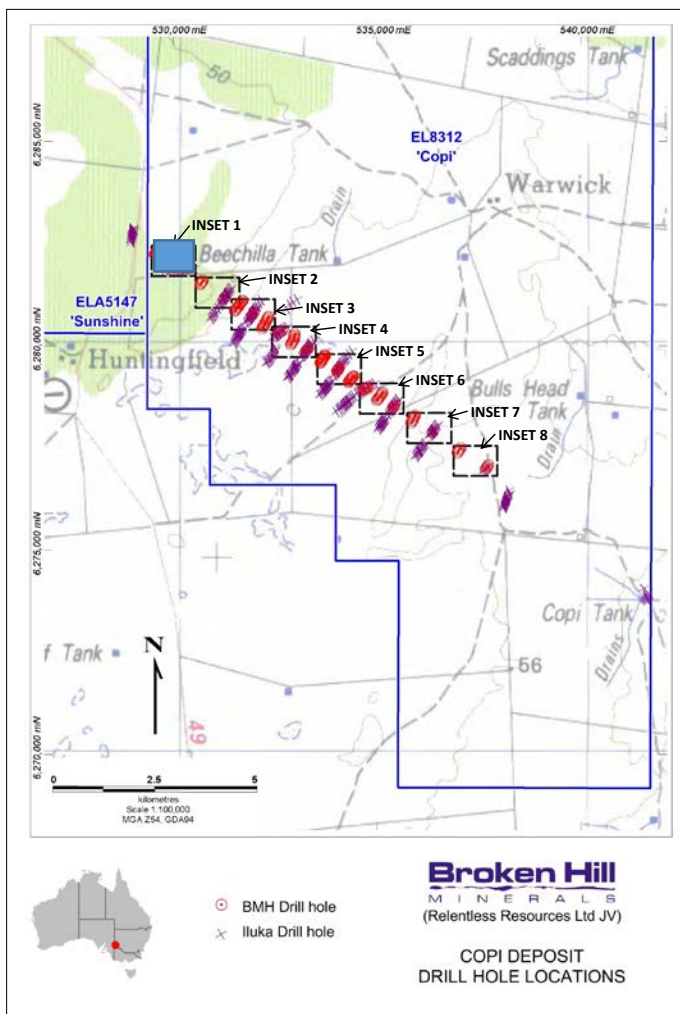 530,000 mE
535,000 mE
540,000 mE
50
Scaddings Tank
6,285,000 mN
EL8312
'Copi'
Warwick
Drain
INSET 1
Beechilla Tank
INSET 2
ELA5147
'Sunshine'
INSET 3
INSET 4
6,280,000 mN
Huntingfield
INSET 5
INSET 6
Bulls Head
Tank
INSET 7
INSET 8
Drain
6,275,000 mN
Copi Tank
Drains
N
f Tank
56
49
6,270,000 mN
0 2.5 5
kilometres
Scale 1:100,000
MGA Z54, GDA94
BMH Drill hole
Iluka Drill hole
Broken Hill
MINERALS
(Relentless Resources Ltd JV)
COPI DEPOSIT
DRILL HOLE LOCATIONS